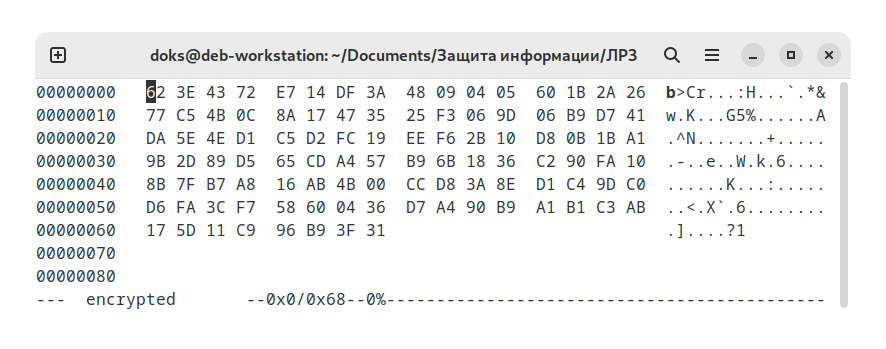 doks@deb-workstation: ~/Documents/Защита информации/ЛР3
00000000 62 3E 43 72 E7 14 DF 3A 48 09 04 05 60 1B 2A 26 b>Cr...:H...`.*&
00000010 77 C5 4B 0C 8A 17 47 35 25 F3 06 9D 06 B9 D7 41 w.K...G5%......A
00000020 DA 5E 4E D1 C5 D2 FC 19 EE F6 2B 10 D8 0B 1B A1 .^N.......+.....
00000030 9B 2D 89 D5 65 CD A4 57 B9 6B 18 36 C2 90 FA 10 .-..e..W.k.6....
00000040 8B 7F B7 A8 16 AB 4B 00 CC D8 3A 8E D1 C4 9D C0 ......K...:.....
00000050 D6 FA 3C F7 58 60 04 36 D7 A4 90 B9 A1 B1 C3 AB ..<.X`.6........
00000060 17 5D 11 C9 96 B9 3F 31 .]....?1
00000070
00000080
--- encrypted --0x0/0x68--0%--------------------------------------------